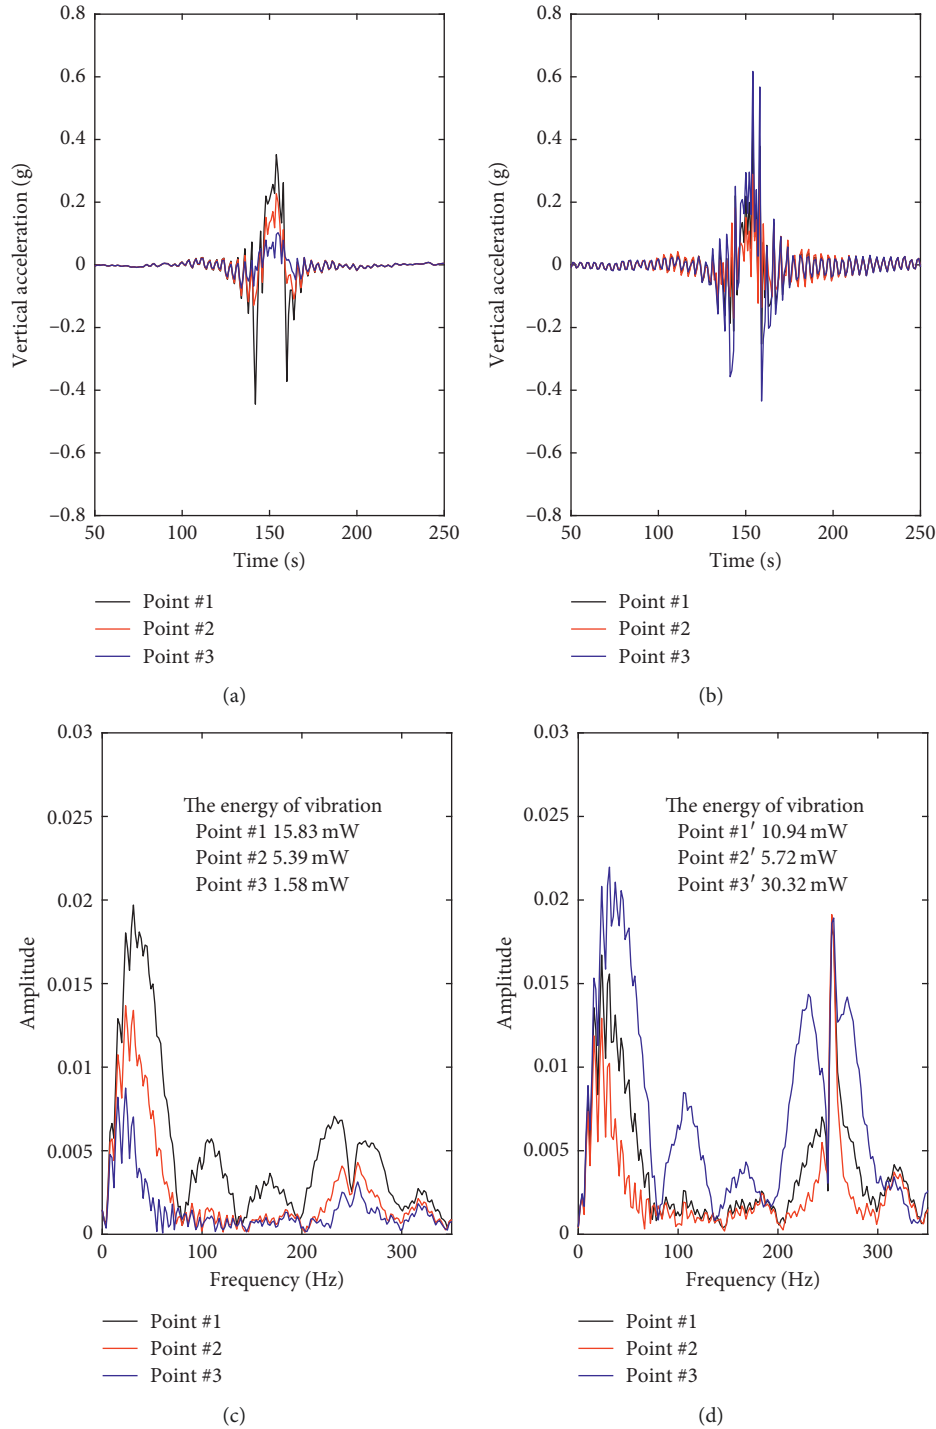 0.8
0.6
0.4
0.2
0
−0.2
−0.4
−0.6
−0.8
Vertical acceleration (g)
50 100 150 200 250
Time (s)
Point #1
Point #2
Point #3
(a)
0.8
0.6
0.4
0.2
0
−0.2
−0.4
−0.6
−0.8
Vertical acceleration (g)
50 100 150 200 250
Time (s)
Point #1
Point #2
Point #3
(b)
0.03
0.025
0.02
0.015
0.01
0.005
0
Amplitude
The energy of vibration
Point #1 15.83 mW
Point #2 5.39 mW
Point #3 1.58 mW
0 100 200 300
Frequency (Hz)
Point #1
Point #2
Point #3
(c)
0.03
0.025
0.02
0.015
0.01
0.005
0
Amplitude
The energy of vibration
Point #1′ 10.94 mW
Point #2′ 5.72 mW
Point #3′ 30.32 mW
0 100 200 300
Frequency (Hz)
Point #1
Point #2
Point #3
(d)